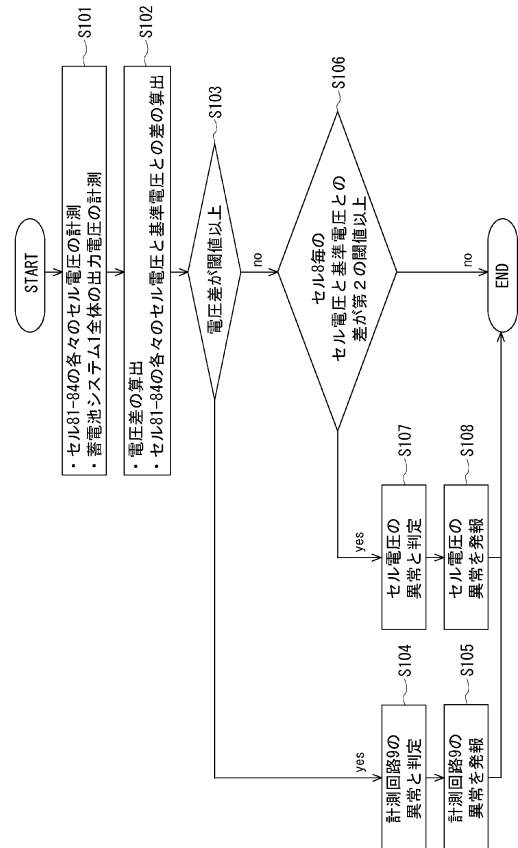 START
・セル81-84の各々のセル電圧の計測
・蓄電池システム1全体の出力電圧の計測
S101
・電圧差の算出
・セル81-84の各々のセル電圧と基準電圧との差の算出
S102
電圧差が閾値以上
S103
no
yes
セル8毎の
セル電圧と基準電圧との
差が第2の閾値以上
S106
no
yes
計測回路9の
異常と判定
S104
計測回路9の
異常を発報
S105
セル電圧の
異常と判定
S107
セル電圧の
異常を発報
S108
END